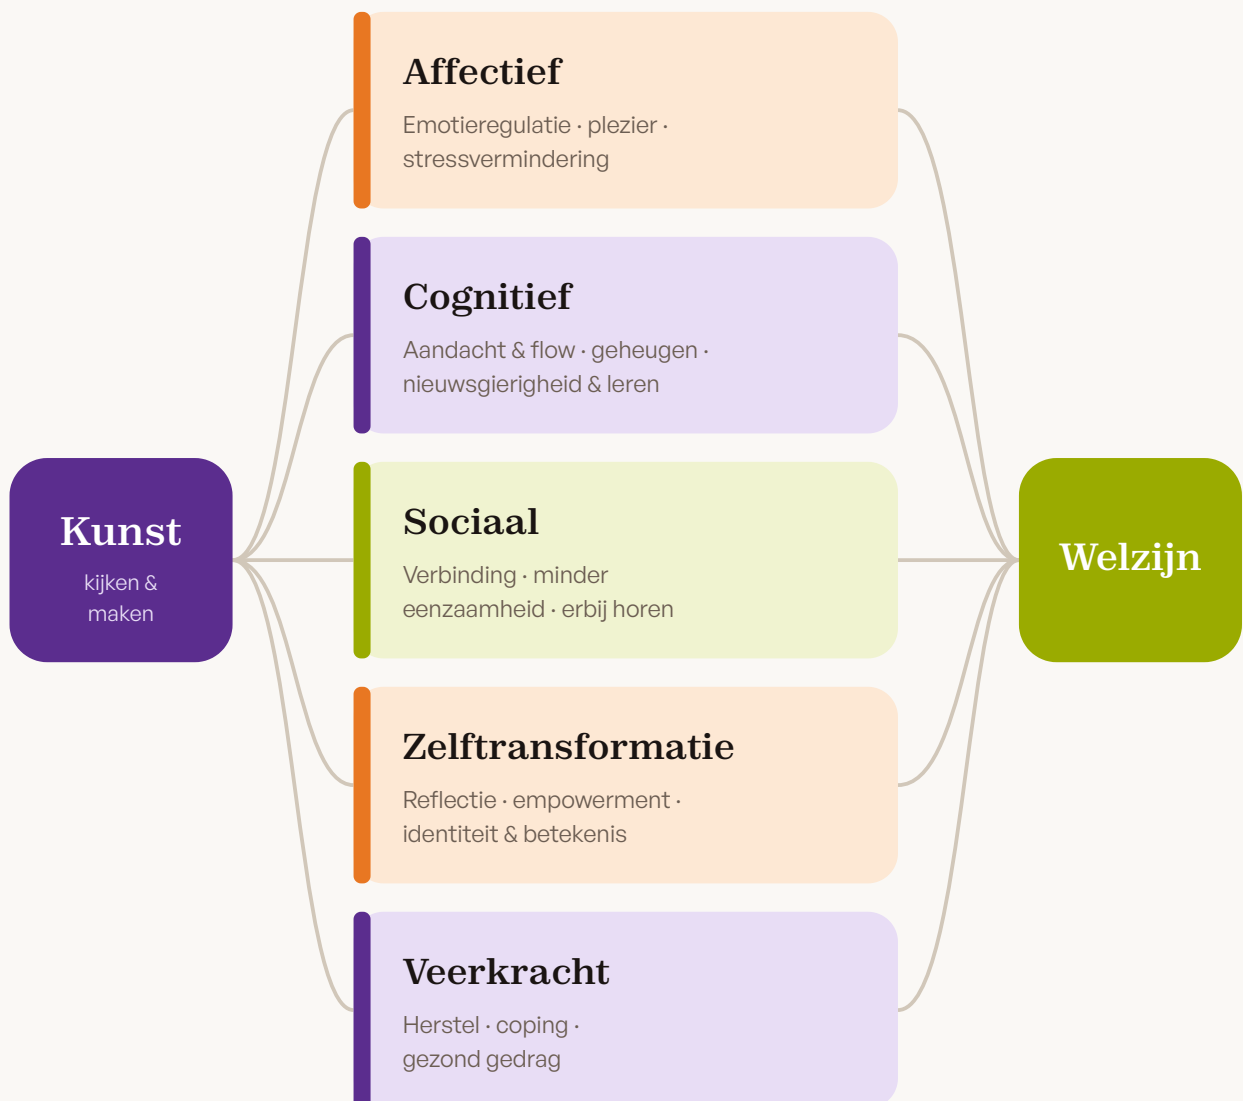 Affectief
Emotieregulatie · plezier ·
stressvermindering
Cognitief
Aandacht & flow · geheugen ·
nieuwsgierigheid & leren
Kunst
kijken &
maken
Sociaal
Verbinding · minder
eenzaamheid · erbij horen
Welzijn
Zelftransformatie
Reflectie · empowerment ·
identiteit & betekenis
Veerkracht
Herstel · coping ·
gezond gedrag